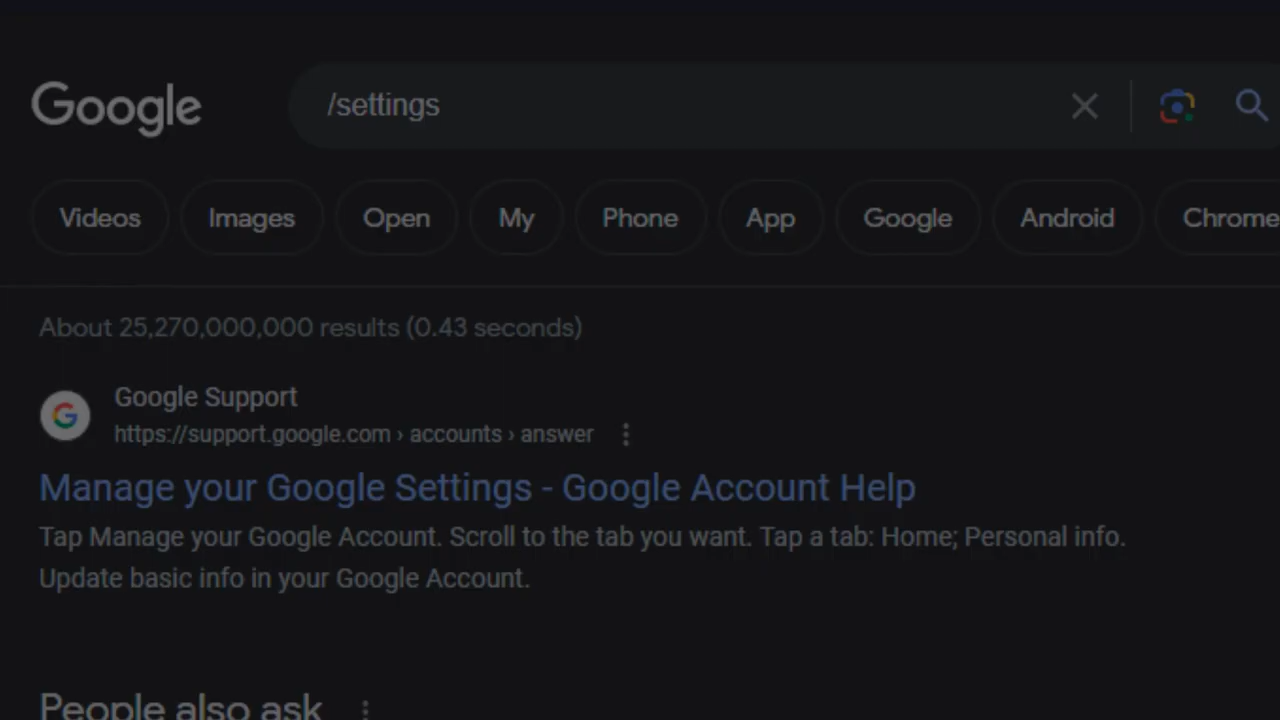 Google
/settings
Videos Images Open My Phone App Google Android Chrome
About 25,270,000,000 results (0.43 seconds)
Google Support
https://support.google.com › accounts › answer
Manage your Google Settings - Google Account Help
Tap Manage your Google Account. Scroll to the tab you want. Tap a tab: Home; Personal info.
Update basic info in your Google Account.
People also ask